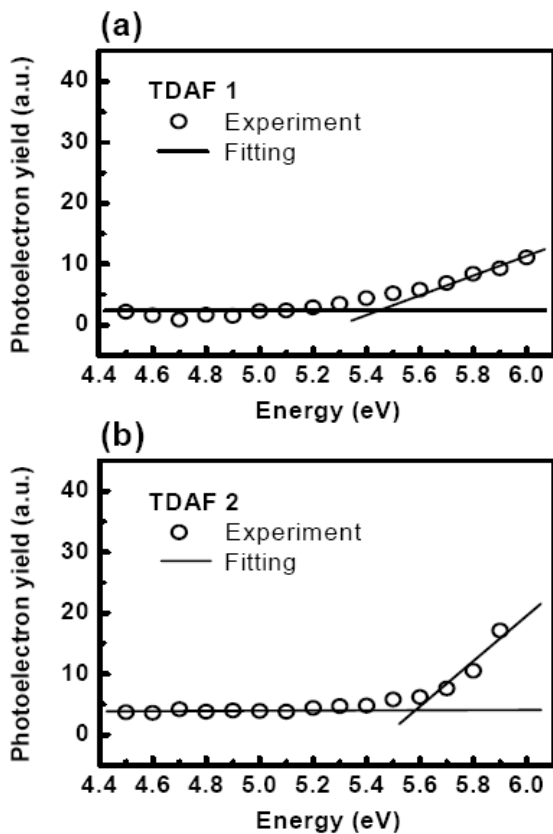 (a)
Photoelectron yield (a.u.)
40
30
20
10
0
TDAF 1
Experiment
Fitting
4.4 4.6 4.8 5.0 5.2 5.4 5.6 5.8 6.0
Energy (eV)
(b)
Photoelectron yield (a.u.)
40
30
20
10
0
TDAF 2
Experiment
Fitting
4.4 4.6 4.8 5.0 5.2 5.4 5.6 5.8 6.0
Energy (eV)